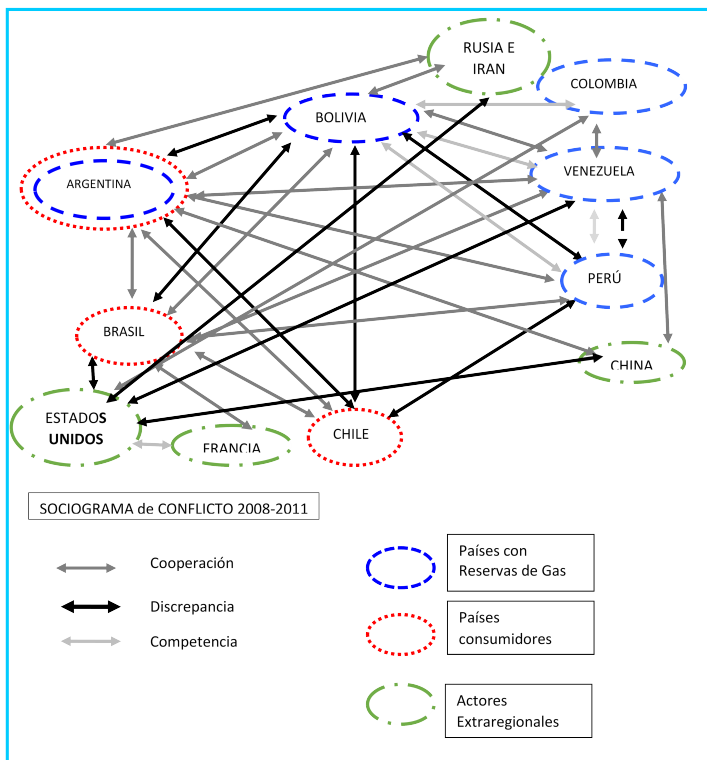 RUSIA E
IRAN
COLOMBIA
BOLIVIA
VENEZUELA
ARGENTINA
PERÚ
BRASIL
CHINA
ESTADOS
UNIDOS
FRANCIA
CHILE
SOCIOGRAMA de CONFLICTO 2008-2011
Cooperación
Discrepancia
Competencia
Países con
Reservas de Gas
Países
consumidores
Actores
Extraregionales